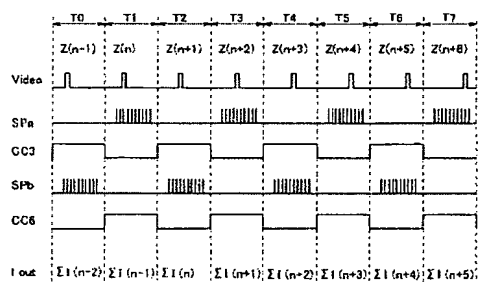 T0 T1 T2 T3 T4 T5 T6 T7
Z(n-1) Z(n) Z(n+1) Z(n+2) Z(n+3) Z(n+4) Z(n+5) Z(n+6)
Video
SPa
CC3
SPb
CC6
I out ΣI(n-2) ΣI(n-1) ΣI(n) ΣI(n+1) ΣI(n+2) ΣI(n+3) ΣI(n+4) ΣI(n+5)